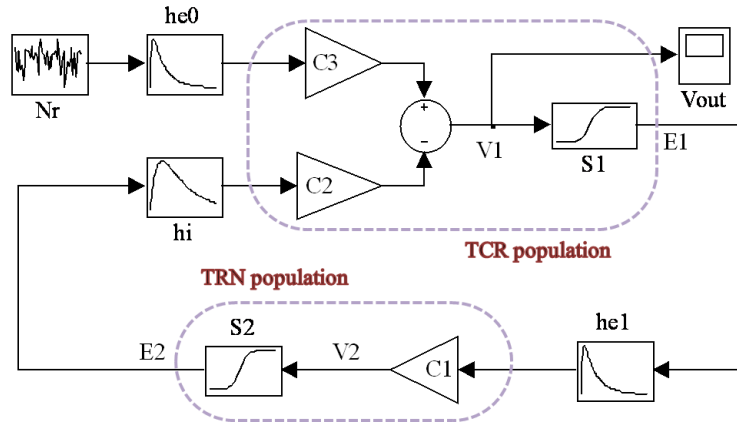 he0
C3
Nr
+
−
Vout
V1
S1
E1
hi
C2
TCR population
TRN population
S2
he1
E2
V2
C1